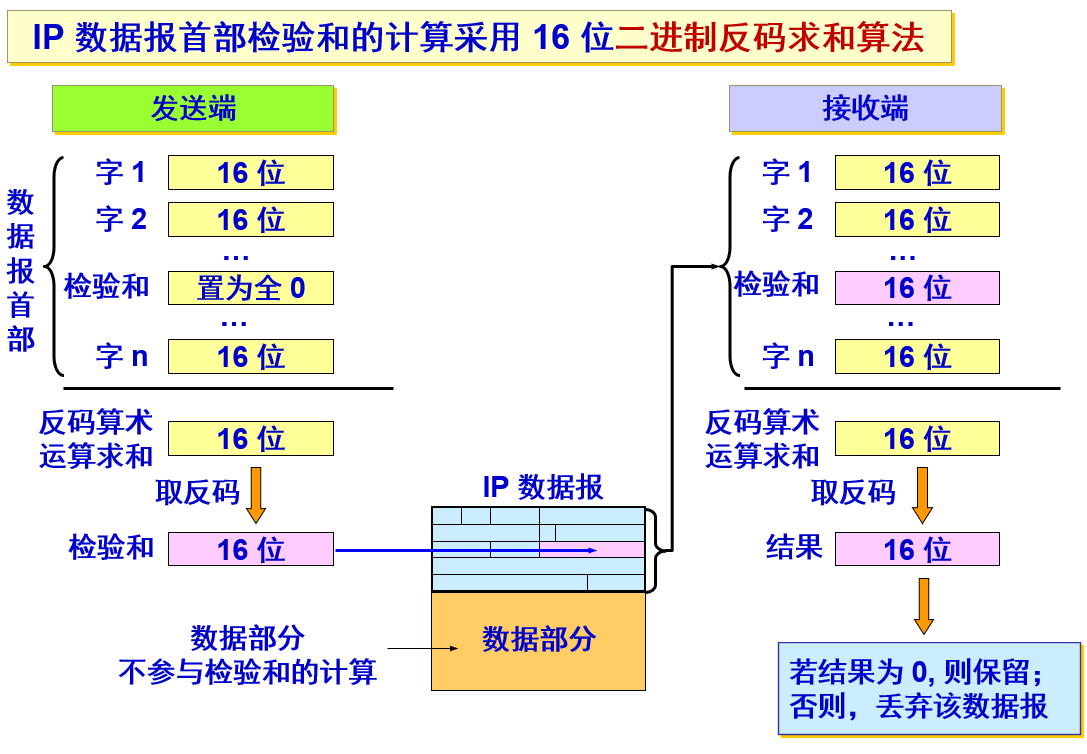 IP 数据报首部检验和的计算采用 16 位二进制反码求和算法
发送端
数据报首部
字 1
16 位
字 2
16 位
…
检验和
置为全 0
…
字 n
16 位
反码算术
运算求和
16 位
取反码
检验和
16 位
数据部分
不参与检验和的计算
IP 数据报
数据部分
接收端
字 1
16 位
字 2
16 位
…
检验和
16 位
…
字 n
16 位
反码算术
运算求和
16 位
取反码
结果
16 位
若结果为 0, 则保留；
否则，丢弃该数据报